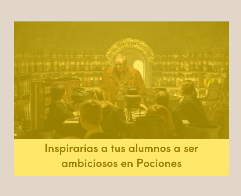 Inspirarías a tus alumnos a ser
ambiciosos en Pociones